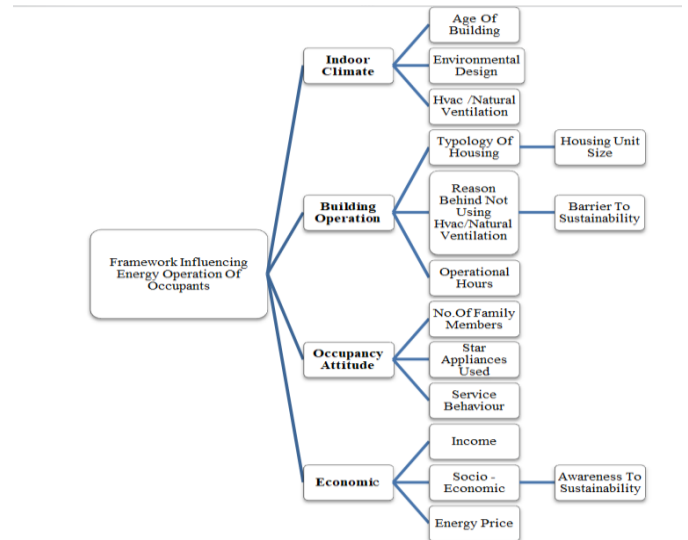 Framework Influencing
Energy Operation Of
Occupants
Indoor
Climate
Age Of
Building
Environmental
Design
Hvac /Natural
Ventilation
Building
Operation
Typology Of
Housing
Housing Unit
Size
Reason
Behind Not
Using
Hvac/Natural
Ventilation
Barrier To
Sustainability
Operational
Hours
Occupancy
Attitude
No.Of Family
Members
Star
Appliances
Used
Service
Behaviour
Economic
Income
Socio -
Economic
Awareness To
Sustainability
Energy Price